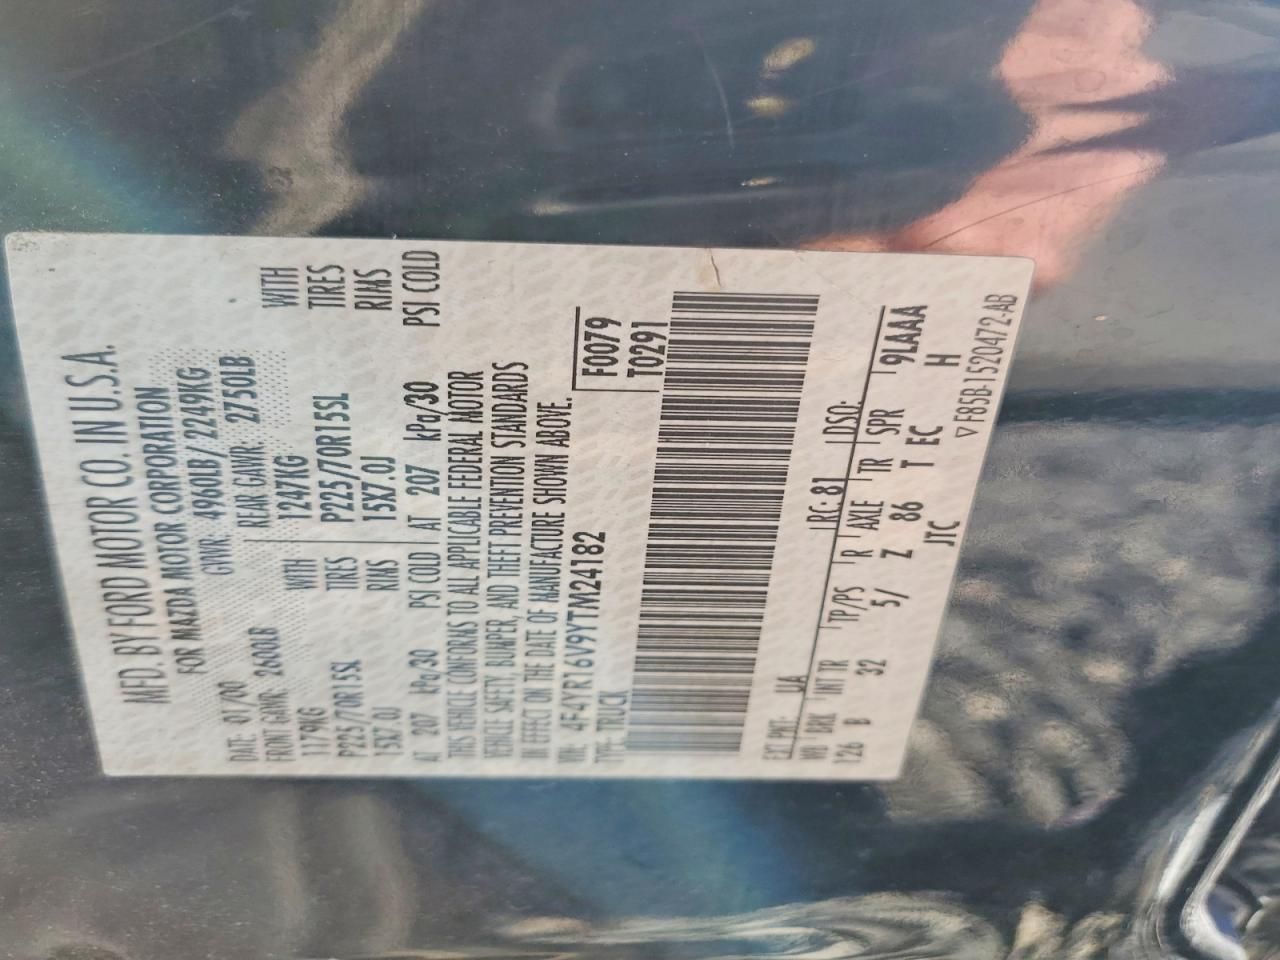 MFD. BY FORD MOTOR CO. IN U.S.A.
FOR MAZDA MOTOR CORPORATION
DATE: 01/00 GVWR: 4960LB/2249KG
FRONT GAWR: 2600LB REAR GAWR: 2750LB
1179KG WITH 1247KG WITH
P225/70R15SL TIRES P225/70R15SL TIRES
15X7.0J RIMS 15X7.0J RIMS
AT 207 kPa/30 PSI COLD AT 207 kPa/30 PSI COLD
THIS VEHICLE CONFORMS TO ALL APPLICABLE FEDERAL MOTOR
VEHICLE SAFETY, BUMPER, AND THEFT PREVENTION STANDARDS
IN EFFECT ON THE DATE OF MANUFACTURE SHOWN ABOVE.
VIN: 4F4YR16V9YTM24182 F0079
TYPE: TRUCK T0291
EXT PNT: UA RC: 81 DSO:
WB BRK INT TR TP/PS R AXLE TR SPR 9LAAA
126 B 32 5/ Z 86 T EC H
JTC
▽F85B-1520472-AB